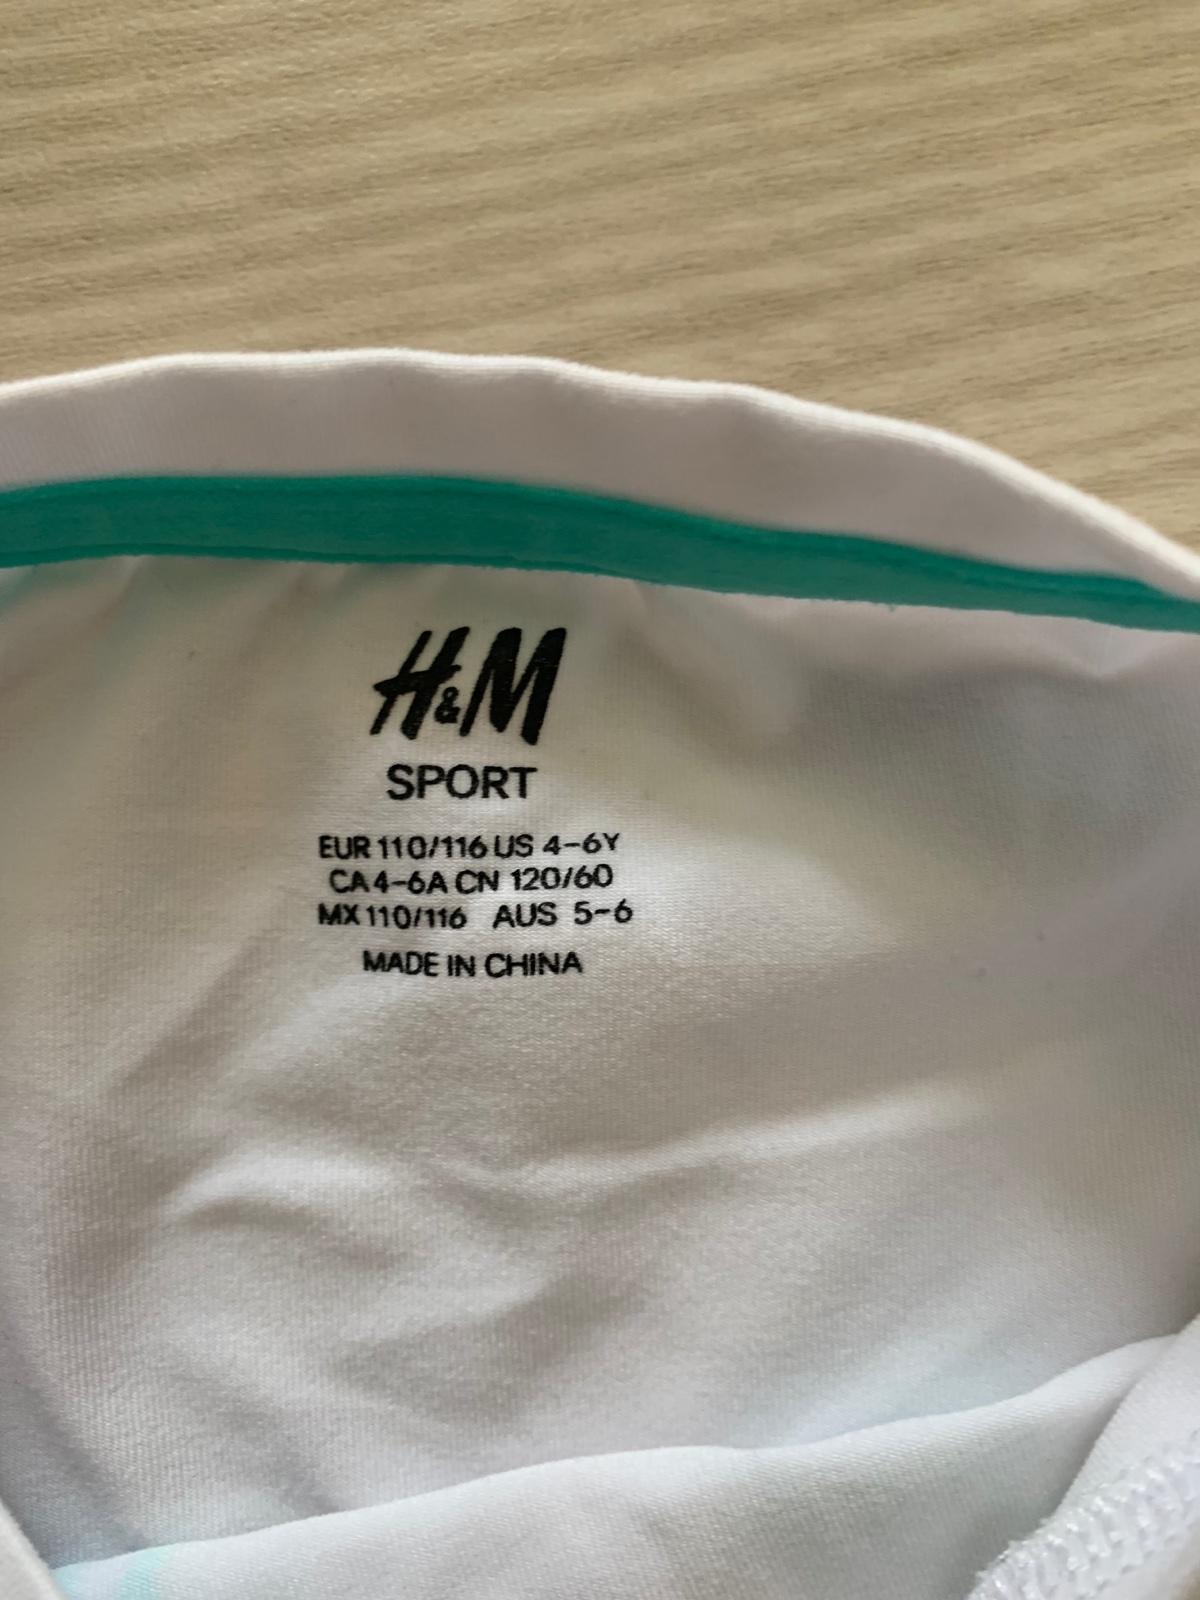 H&M
SPORT
EUR 110/116 US 4-6Y
CA 4-6A CN 120/60
MX 110/116 AUS 5-6
MADE IN CHINA